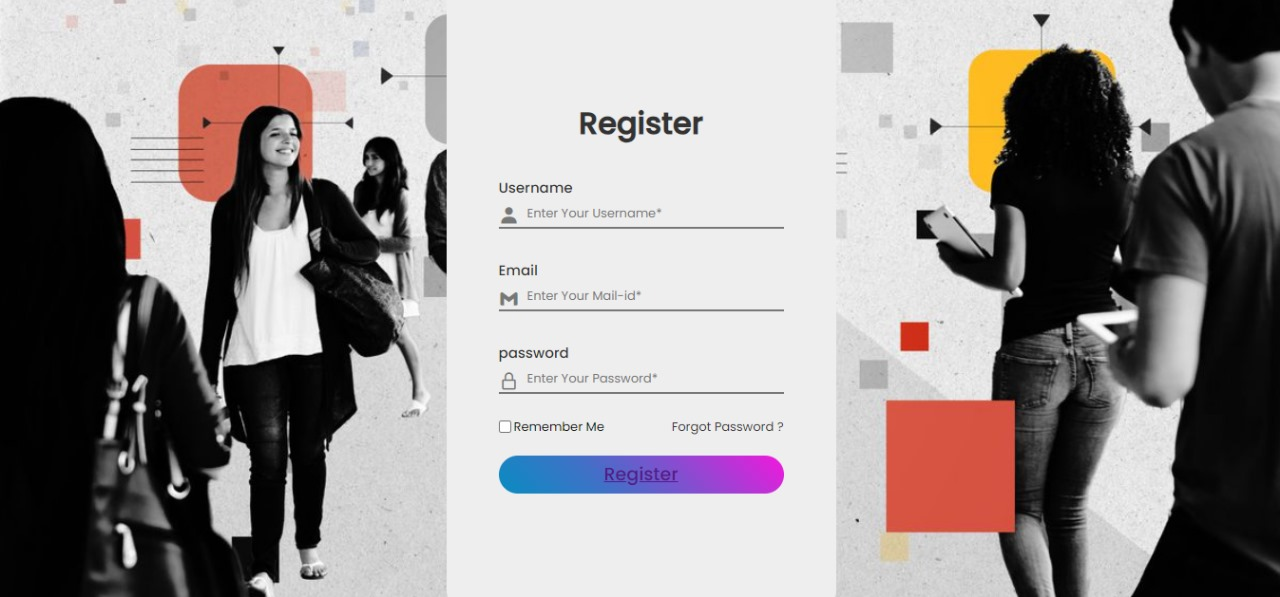 Register
Username
Enter Your Username*
Email
Enter Your Mail-id*
password
Enter Your Password*
Remember Me Forgot Password ?
Register